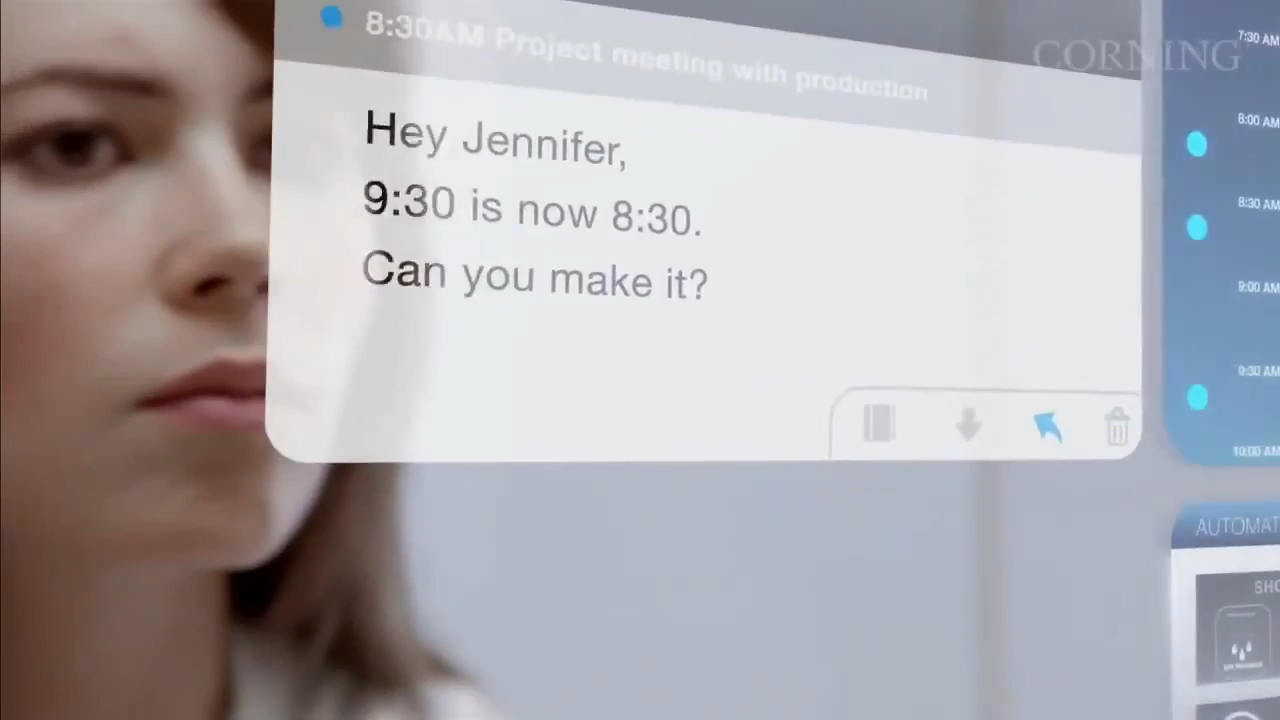 8:30AM Project meeting with production
CORNING
Hey Jennifer,
9:30 is now 8:30.
Can you make it?
7:30 AM
8:00 AM
8:30 AM
9:00 AM
9:30 AM
10:00 AM
AUTOMAT
SHO